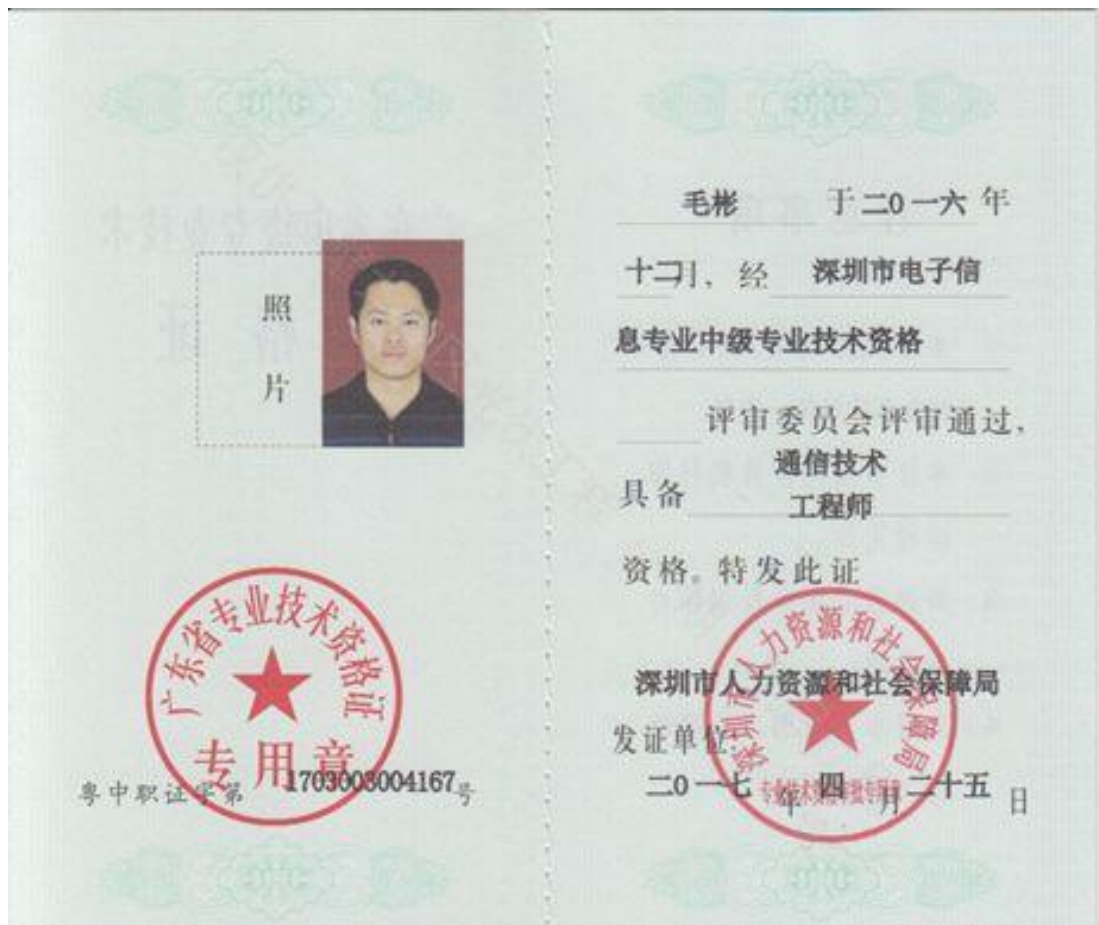 照
片
广东省专业技术资格证
专用章
粤中职证字第 1703003004167号
毛彬 于二0一六 年
十二月,经 深圳市电子信
息专业中级专业技术资格
评审委员会评审通过,
通信技术
具备 工程师
资格。特发此证
深圳市人力资源和社会保障局
深圳市人力资源和社会保障局
发证单位
二0一七 年 四 月 二十五 日